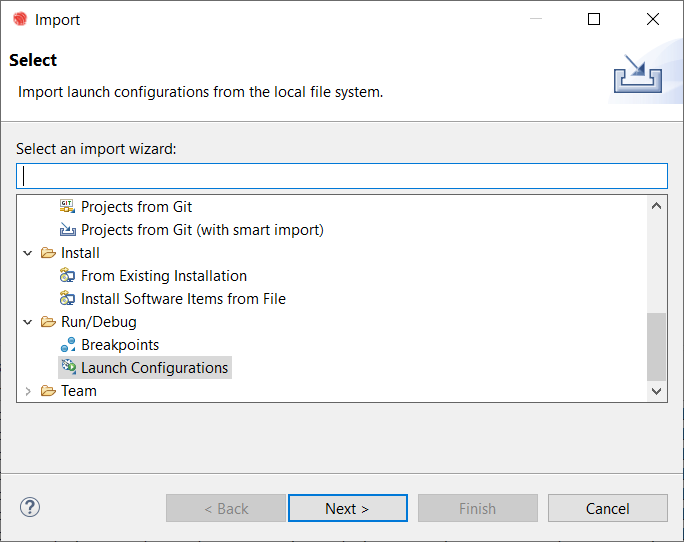 Import
Select
Import launch configurations from the local file system.
Select an import wizard:
GIT
Projects from Git
Projects from Git (with smart import)
Install
From Existing Installation
Install Software Items from File
Run/Debug
Breakpoints
Launch Configurations
Team
?
< Back
Next >
Finish
Cancel